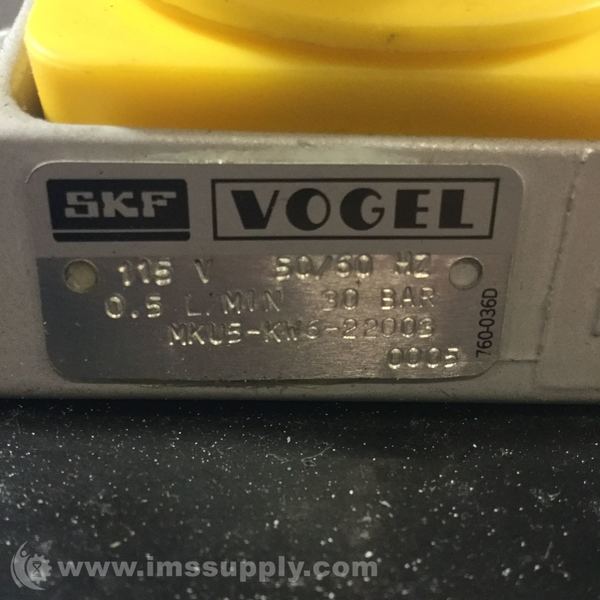 SKF VOGEL
115 V 50/60 HZ
0.5 L/MIN 30 BAR
MKU5-KW6-22003
0005
760-036D
www.imssupply.com